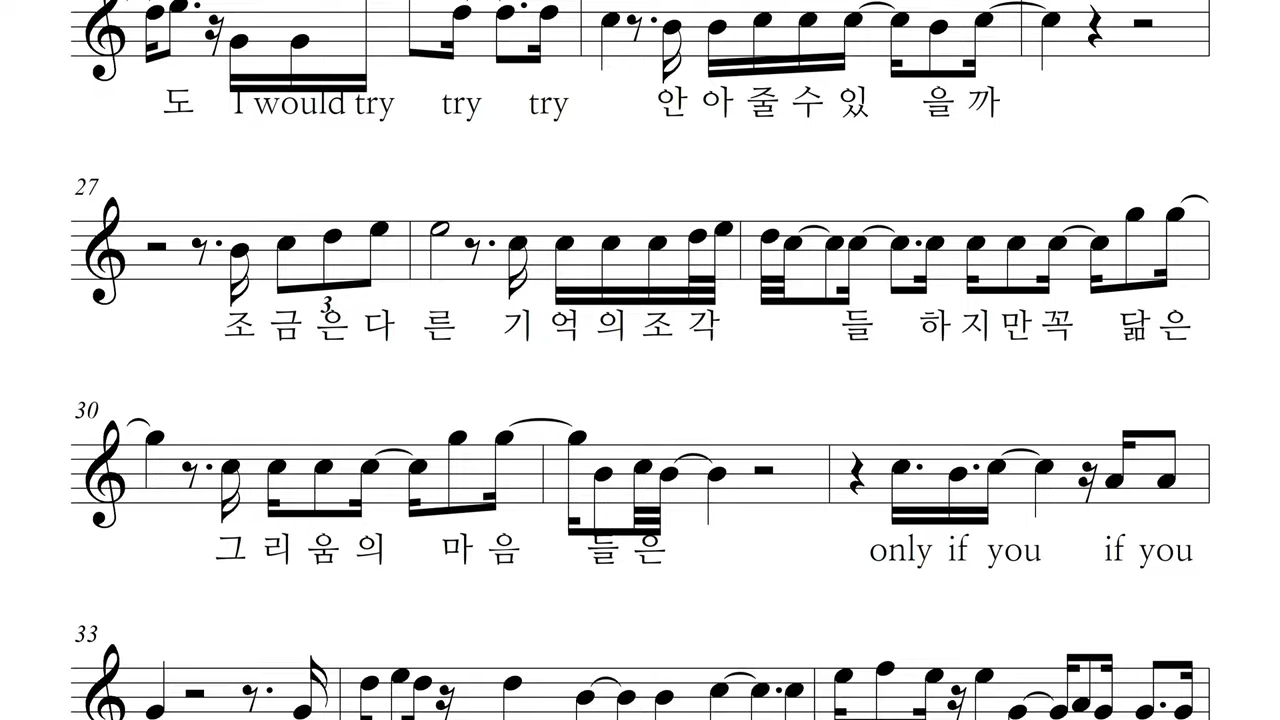 도 I would try try try 안 아 줄 수 있 을 까
27
3
조 금 은 다 른 기 억 의 조 각 들 하 지 만 꼭 닮 은
30
그 리 움 의 마 음 들 은 only if you if you
33